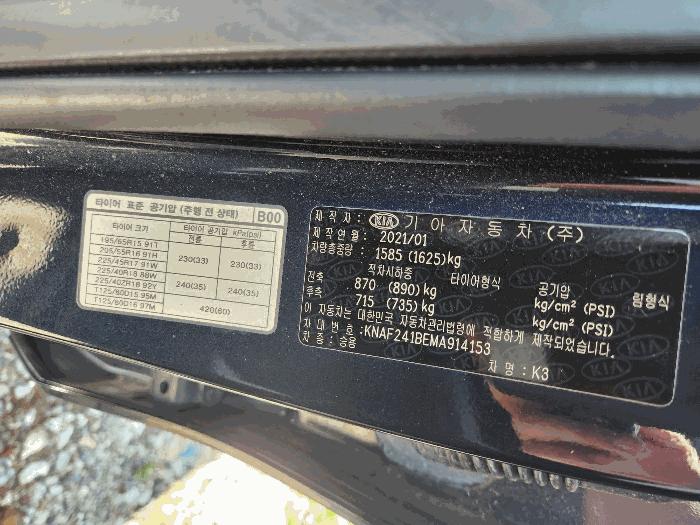 타이어 표준 공기압 (주행 전 상태) B00
타이어 크기 타이어 공기압 kPa(psi)
전륜 후륜
195/65R15 91T
205/55R16 91H
225/45R17 91W
230(33) 230(33)
225/40R18 88W
225/40ZR18 92Y
240(35) 240(35)
T125/80D15 95M
T125/80D16 97M
420(60)
제 작 자 : KIA 기 아 자 동 차 (주)
제 작 연 월 : 2021/01
차량총중량 : 1585 (1625)kg
적차시하중 타이어형식 공기압 림형식
전축 870 (890) kg kg/cm² (PSI)
후축 715 (735) kg kg/cm² (PSI)
이 자동차는 대한민국 자동차관리법령에 적합하게 제작되었습니다.
차 대 번 호 :KNAF241BEMA914153
차 종 : 승용 차 명 : K3